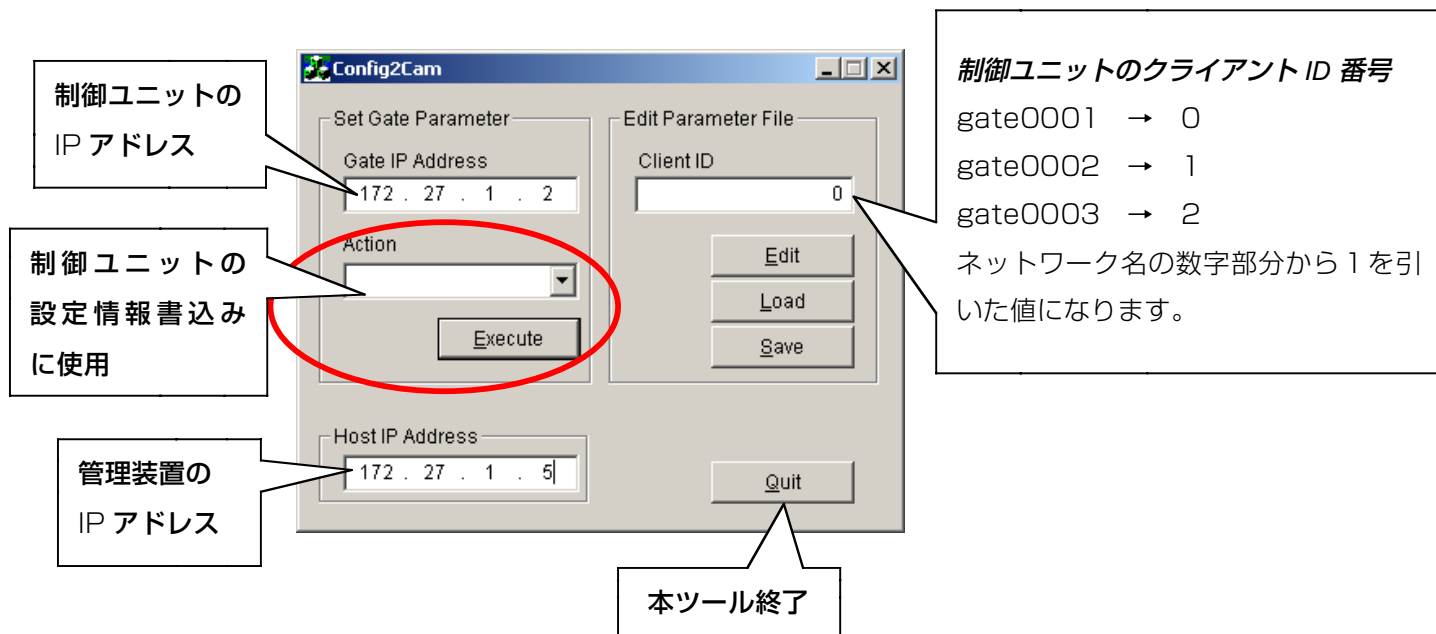 制御ユニットの
IP アドレス
制御ユニットの
設定情報書込み
に使用
管理装置の
IP アドレス
Config2Cam
Set Gate Parameter
Gate IP Address
172 . 27 . 1 . 2
Action
Execute
Edit Parameter File
Client ID
0
Edit
Load
Save
Host IP Address
172 . 27 . 1 . 5
Quit
本ツール終了
制御ユニットのクライアント ID 番号
gate0001 → 0
gate0002 → 1
gate0003 → 2
ネットワーク名の数字部分から１を引
いた値になります。